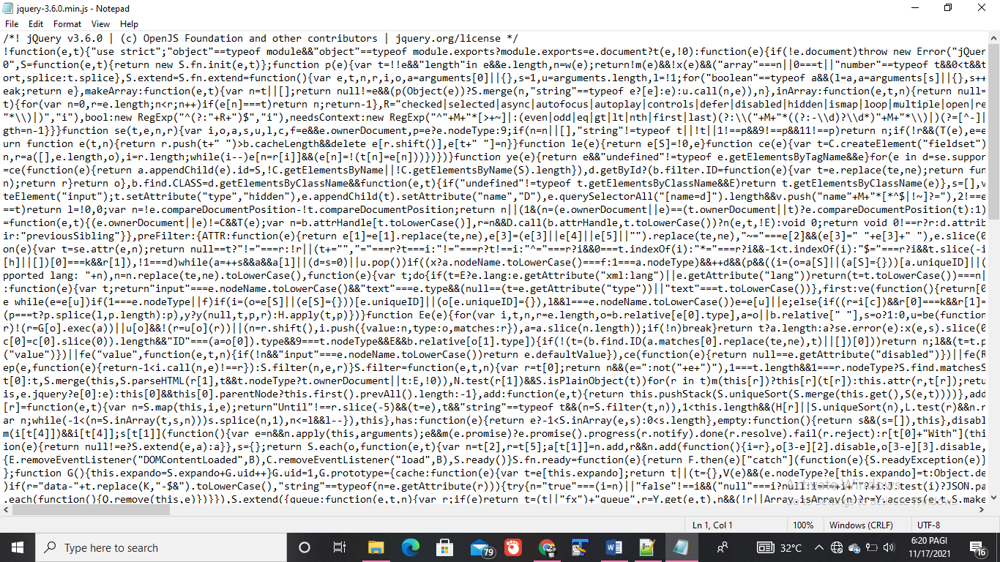 jquery-3.6.0.min.js - Notepad
File Edit Format View Help
/*! jQuery v3.6.0 | (c) OpenJS Foundation and other contributors | jquery.org/license */
!function(e,t){"use strict";"object"==typeof module&&"object"==typeof module.exports?module.exports=e.document?t(e,!0):function(e){if(!e.document)throw new Error("jQuer
0",S=function(e,t){return new S.fn.init(e,t)};function p(e){var t=!!e&&"length"in e&&e.length,n=w(e);return!m(e)&&!x(e)&&("array"===n||0===t||"number"==typeof t&&0<t&&t
ort,splice:t.splice},S.extend=S.fn.extend=function(){var e,t,n,r,i,o,a=arguments[0]||{},s=1,u=arguments.length,l=!1;for("boolean"==typeof a&&(l=a,a=arguments[s]||{},s++
eak;return e},makeArray:function(e,t){var n=t||[];return null!=e&&(p(Object(e))?S.merge(n,"string"==typeof e?[e]:e):u.call(n,e)),n},inArray:function(e,t,n){return null=
t){for(var n=0,r=e.length;n<r;n++)if(e[n]===t)return n;return-1},R="checked|selected|async|autofocus|autoplay|controls|defer|disabled|hidden|ismap|loop|multiple|open|re
"*\\)|)","i"),bool:new RegExp("^(?:"+R+")$","i"),needsContext:new RegExp("^"+M+"*[>+~]|:(even|odd|eq|gt|lt|nth|first|last)(?:\\("+M+"*((?:-\\d)?\\d*)"+M+"*\\)|)(?=[^-]|
gth=n-1}}}function se(t,e,n,r){var i,o,a,s,u,l,c,f=e&&e.ownerDocument,p=e?e.nodeType:9;if(n=n||[],"string"!=typeof t||!t||1!==p&&9!==p&&11!==p)return n;if(!r&&(T(e),e=e
urn function e(t,n){return r.push(t+" ")>b.cacheLength&&delete e[r.shift()],e[t+" "]=n}}function le(e){return e[S]=!0,e}function ce(e){var t=C.createElement("fieldset")
n,r=a([],e.length,o),i=r.length;while(i--)e[n=r[i]]&&(e[n]=!(t[n]=e[n]))})})}function ye(e){return e&&"undefined"!=typeof e.getElementsByTagName&&e}for(e in d=se.suppor
=ce(function(e){return a.appendChild(e).id=S,!C.getElementsByName||!C.getElementsByName(S).length}),d.getById?(b.filter.ID=function(e){var t=e.replace(te,ne);return fun
n);return r}return o},b.find.CLASS=d.getElementsByClassName&&function(e,t){if("undefined"!=typeof t.getElementsByClassName&&E)return t.getElementsByClassName(e)},s=[],v
teElement("input");t.setAttribute("type","hidden"),e.appendChild(t).setAttribute("name","D"),e.querySelectorAll("[name=d]").length&&v.push("name"+M+"*[*^$|!~]?="),2!==e
==t)return l=!0,0;var n=!e.compareDocumentPosition-!t.compareDocumentPosition;return n||(1&(n=(e.ownerDocument||e)==(t.ownerDocument||t)?e.compareDocumentPosition(t):1)
=function(e,t){(e.ownerDocument||e)!=C&&T(e);var n=b.attrHandle[t.toLowerCase()],r=n&&D.call(b.attrHandle,t.toLowerCase())?n(e,t,!E):void 0;return void 0!==r?r:d.attrib
ir:"previousSibling"}},preFilter:{ATTR:function(e){return e[1]=e[1].replace(te,ne),e[3]=(e[3]||e[4]||e[5]||"").replace(te,ne),"~="===e[2]&&(e[3]=" "+e[3]+" "),e.slice(0
on(e){var t=se.attr(e,n);return null==t?"!="===r:!r||(t+="","="===r?t===i:"!="===r?t!==i:"^="===r?i&&0===t.indexOf(i):"*="===r?i&&-1<t.indexOf(i):"$="===r?i&&t.slice(-i
[h]||[])[0]===k&&r[1]),!1===d)while(a=++s&&a&&a[l]||(d=s=0)||u.pop())if((x?a.nodeName.toLowerCase()===f:1===a.nodeType)&&++d&&(p&&((i=(o=a[S]||(a[S]={}))[a.uniqueID]||(
pported lang: "+n),n=n.replace(te,ne).toLowerCase(),function(e){var t;do{if(t=E?e.lang:e.getAttribute("xml:lang")||e.getAttribute("lang"))return(t=t.toLowerCase())===n|
:function(e){var t;return"input"===e.nodeName.toLowerCase()&&"text"===e.type&&(null==(t=e.getAttribute("type"))||"text"===t.toLowerCase())},first:ve(function(){return[0
e while(e=e[u])if(1===e.nodeType||f)if(i=(o=e[S]||(e[S]={}))[e.uniqueID]||(o[e.uniqueID]={}),l&&l===e.nodeName.toLowerCase())e=e[u]||e;else{if((r=i[c])&&r[0]===k&&r[1]=
(p===t?p.splice(l,p.length):p),y?y(null,t,p,r):H.apply(t,p)})}function Ee(e){for(var i,t,n,r=e.length,o=b.relative[e[0].type],a=o||b.relative[" "],s=o?1:0,u=be(function
r)!(r=G[o].exec(a))||u[o]&&!(r=u[o](r))||(n=r.shift(),i.push({value:n,type:o,matches:r}),a=a.slice(n.length));if(!n)break}return t?a.length:a?se.error(e):x(e,s).slice(0
c[0]=c[0].slice(0)).length&&"ID"===(a=o[0]).type&&9===t.nodeType&&E&&b.relative[o[1].type]){if(!(t=(b.find.ID(a.matches[0].replace(te,ne),t)||[])[0]))return n;l&&(t=t.p
("value")})||fe("value",function(e,t,n){if(!n&&"input"===e.nodeName.toLowerCase())return e.defaultValue}),ce(function(e){return null==e.getAttribute("disabled")})||fe(R
ep(e,function(e){return-1<i.call(n,e)!==r}):S.filter(n,e,r)}S.filter=function(e,t,n){var r=t[0];return n&&(e=":not("+e+")"),1===t.length&&1===r.nodeType?S.find.matchesS
t[0]:t,S.merge(this,S.parseHTML(r[1],t&&t.nodeType?t.ownerDocument||t:E,!0)),N.test(r[1])&&S.isPlainObject(t))for(r in t)m(this[r])?this[r](t[r]):this.attr(r,t[r]);retu
is,e.jquery?e[0]:e):this[0]&&this[0].parentNode?this.first().prevAll().length:-1},add:function(e,t){return this.pushStack(S.uniqueSort(S.merge(this.get(),S(e,t))))},add
[r]=function(e,t){var n=S.map(this,i,e);return"Until"!==r.slice(-5)&&(t=e),t&&"string"==typeof t&&(n=S.filter(t,n)),1<this.length&&(H[r]||S.uniqueSort(n),L.test(r)&&n.r
ar n;while(-1<(n=S.inArray(t,s,n)))s.splice(n,1),n<=l&&l--}),this},has:function(e){return e?-1<S.inArray(e,s):0<s.length},empty:function(){return s&&(s=[]),this},disabl
m(i[t[4])&&i[t[4]];s[t[1]](function(){var e=n&&n.apply(this,arguments);e&&m(e.promise)?e.promise().progress(r.notify).done(r.resolve).fail(r.reject):r[t[0]+"With"](thi
ion(e){return null!=e?S.extend(e,a):a}},s={};return S.each(o,function(e,t){var n=t[2],r=t[5];a[t[1]]=n.add,r&&n.add(function(){i=r},o[3-e][2].disable,o[3-e][3].disable,
{E.removeEventListener("DOMContentLoaded",B),C.removeEventListener("load",B),S.ready()}S.fn.ready=function(e){return F.then(e)["catch"](function(e){S.readyException(e)}
};function G(){this.expando=S.expando+G.uid++}G.uid=1,G.prototype={cache:function(e){var t=e[this.expando];return t||(t={},V(e)&&(e.nodeType?e[this.expando]=t:Object.de
)if(r="data-"+t.replace(K,"-$&").toLowerCase(),"string"==typeof(n=e.getAttribute(r))){try{n="true"===(i=n)||"false"!==i&&("null"===i?null:i===+i+""?+i:J.test(i)?JSON.pa
.each(function(){Q.remove(this,e)})}}),S.extend({queue:function(e,t,n){var r;if(e)return t=(t||"fx")+"queue",r=Y.get(e,t),n&&(!r||Array.isArray(n)?r=Y.access(e,t,S.make
Activate Windows
Go to Settings to activate Windows.
Ln 1, Col 1 100% Windows (CRLF) UTF-8
Type here to search
79
32°C
6:20 PAGI
11/17/2021
16